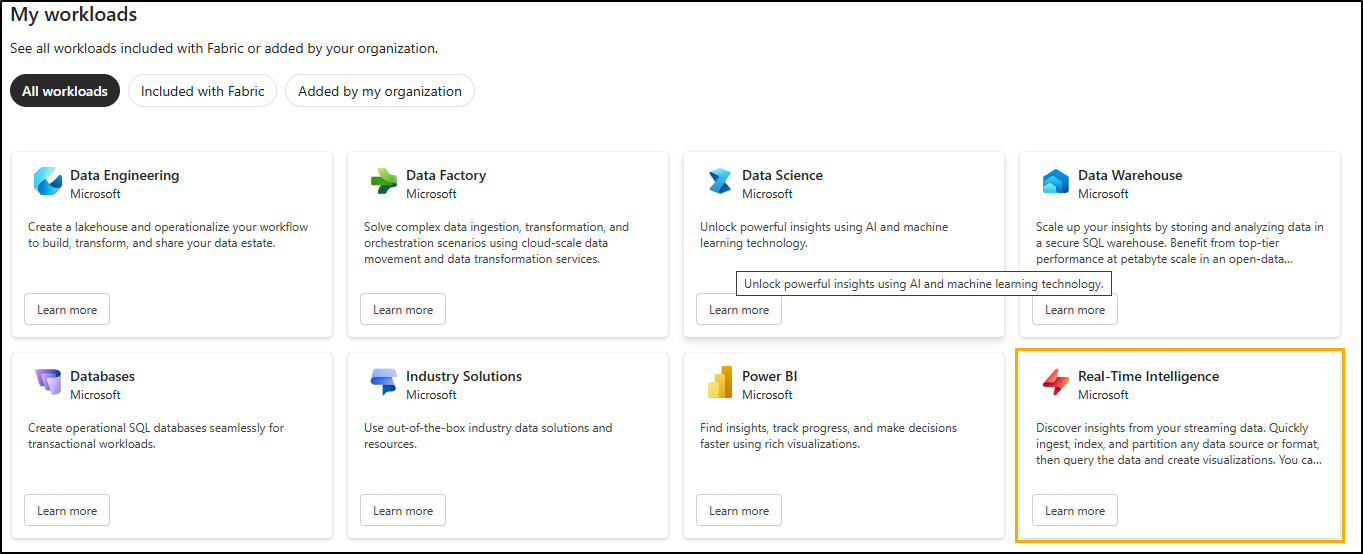 My workloads
See all workloads included with Fabric or added by your organization.
All workloads
Included with Fabric
Added by my organization
Data Engineering
Microsoft
Create a lakehouse and operationalize your workflow
to build, transform, and share your data estate.
Learn more
Data Factory
Microsoft
Solve complex data ingestion, transformation, and
orchestration scenarios using cloud-scale data
movement and data transformation services.
Learn more
Data Science
Microsoft
Unlock powerful insights using AI and machine
learning technology.
Unlock powerful insights using AI and machine learning technology.
Learn more
Data Warehouse
Microsoft
Scale up your insights by storing and analyzing data in
a secure SQL warehouse. Benefit from top-tier
performance at petabyte scale in an open-data...
Learn more
Databases
Microsoft
Create operational SQL databases seamlessly for
transactional workloads.
Learn more
Industry Solutions
Microsoft
Use out-of-the-box industry data solutions and
resources.
Learn more
Power BI
Microsoft
Find insights, track progress, and make decisions
faster using rich visualizations.
Learn more
Real-Time Intelligence
Microsoft
Discover insights from your streaming data. Quickly
ingest, index, and partition any data source or format,
then query the data and create visualizations. You ca...
Learn more